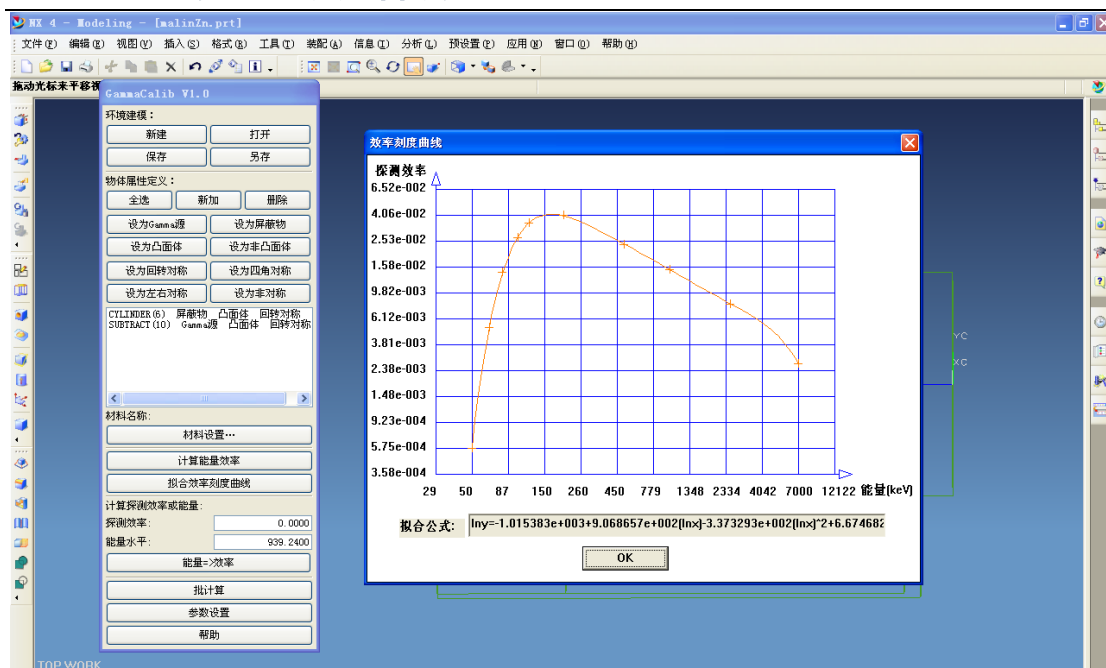 NX 4 - Modeling - [malinZn.prt]
文件(F) 编辑(E) 视图(V) 插入(S) 格式(R) 工具(T) 装配(A) 信息(I) 分析(L) 预设置(P) 应用(N) 窗口(O) 帮助(H)
拖动光标来平移视
GammaCalib V1.0
环境建模：
新建 打开
保存 另存
物体属性定义：
全选 新加 删除
设为Gamma源 设为屏蔽物
设为凸面体 设为非凸面体
设为回转对称 设为四角对称
设为左右对称 设为非对称
CYLINDER(6) 屏蔽物 凸面体 回转对称
SUBTRACT(10) Gamma源 凸面体 回转对称
材料名称:
材料设置…
计算能量效率
拟合效率刻度曲线
计算探测效率或能量:
探测效率: 0.0000
能量水平: 939.2400
能量=>效率
批计算
参数设置
帮助
效率刻度曲线
探测效率
6.52e-002
4.06e-002
2.53e-002
1.58e-002
9.82e-003
6.12e-003
3.81e-003
2.38e-003
1.48e-003
9.23e-004
5.75e-004
3.58e-004
29 50 87 150 260 450 779 1348 2334 4042 7000 12122 能量(keV)
拟合公式: lny=-1.015383e+003+9.068657e+002(lnx)-3.373293e+002(lnx)^2+6.674682
OK
YC
XC
TOP WORK